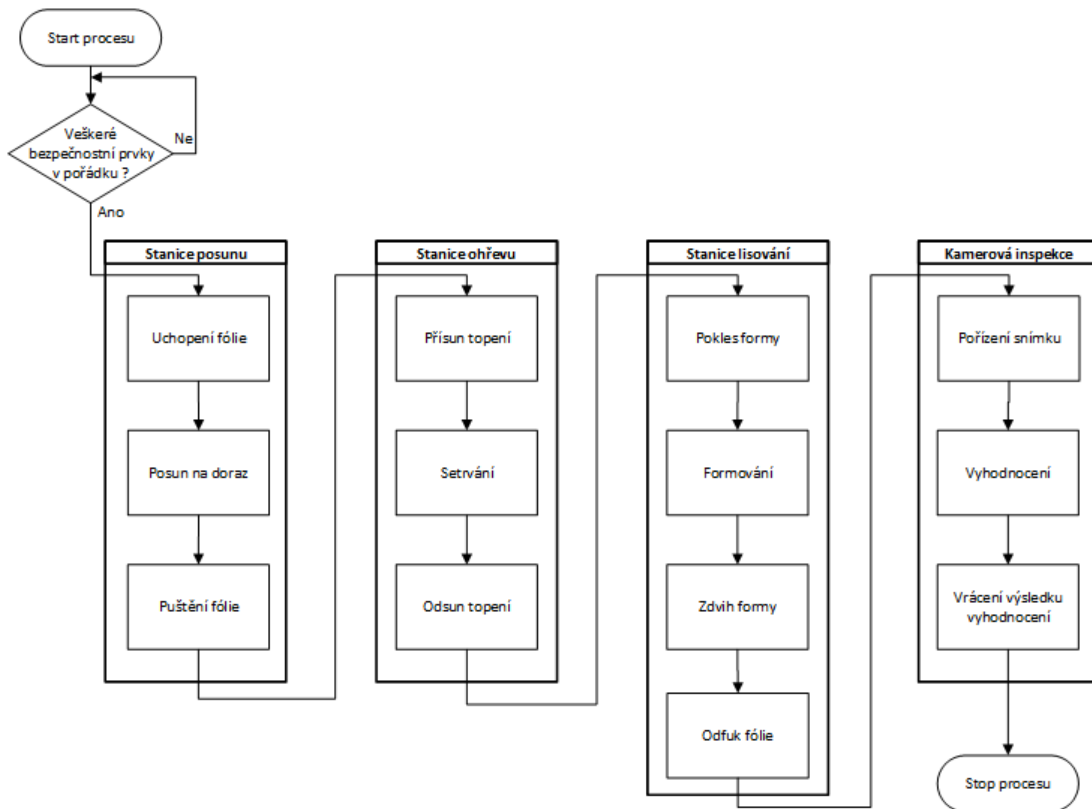 Start procesu
Veškeré
bezpečnostní prvky
v pořádku ?
Ne
Ano
Stanice posunu
Uchopení fólie
Posun na doraz
Puštění fólie
Stanice ohřevu
Přísun topení
Setrvání
Odsun topení
Stanice lisování
Pokles formy
Formování
Zdvih formy
Odfuk fólie
Kamerová inspekce
Pořízení snímku
Vyhodnocení
Vrácení výsledku
vyhodnocení
Stop procesu